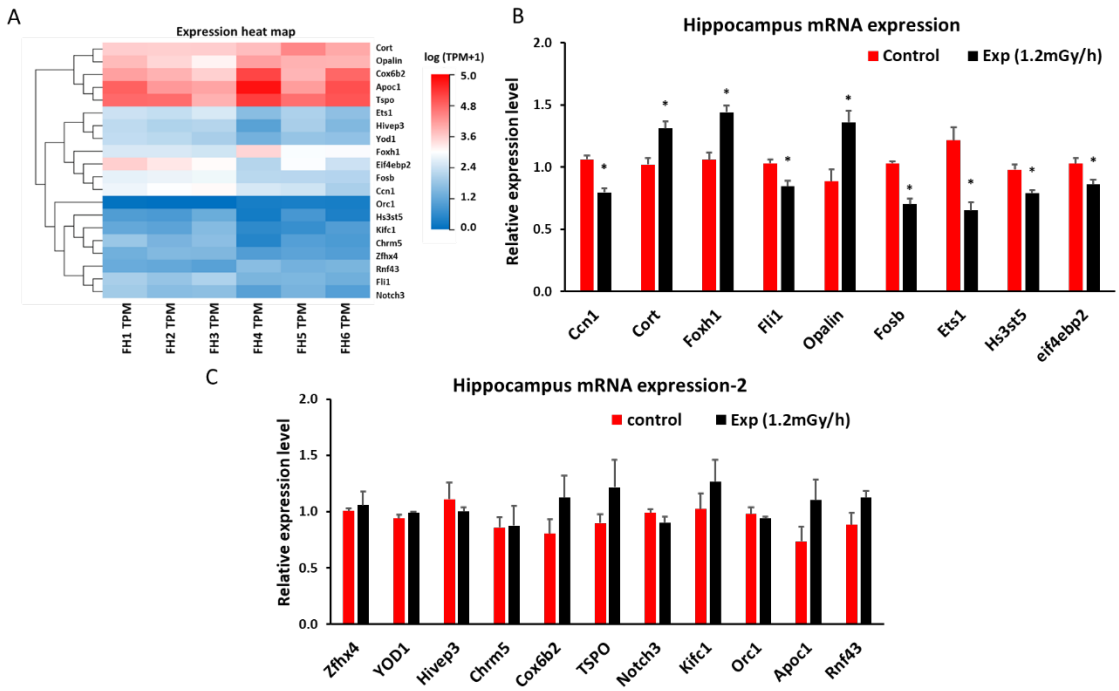 A
Expression heat map
Cort
Opalin
Cox6b2
Apoc1
Tspo
Ets1
Hivep3
Yod1
Foxh1
Eif4ebp2
Fosb
Ccn1
Orc1
Hs3st5
Kifc1
Chrm5
Zfhx4
Rnf43
Fli1
Notch3
FH1 TPM
FH2 TPM
FH3 TPM
FH4 TPM
FH5 TPM
FH6 TPM
log (TPM+1)
5.0
4.8
3.6
2.4
1.2
0.0
B
Hippocampus mRNA expression
Control
Exp (1.2mGy/h)
Relative expression level
2.0
1.5
1.0
0.5
0.0
*
*
*
*
*
*
*
*
*
Ccn1
Cort
Foxh1
Fli1
Opalin
Fosb
Ets1
Hs3st5
eif4ebp2
C
Hippocampus mRNA expression-2
control
Exp (1.2mGy/h)
Relative expression level
2.0
1.5
1.0
0.5
0.0
Zfhx4
YOD1
Hivep3
Chrm5
Cox6b2
TSPO
Notch3
Kifc1
Orc1
Apoc1
Rnf43